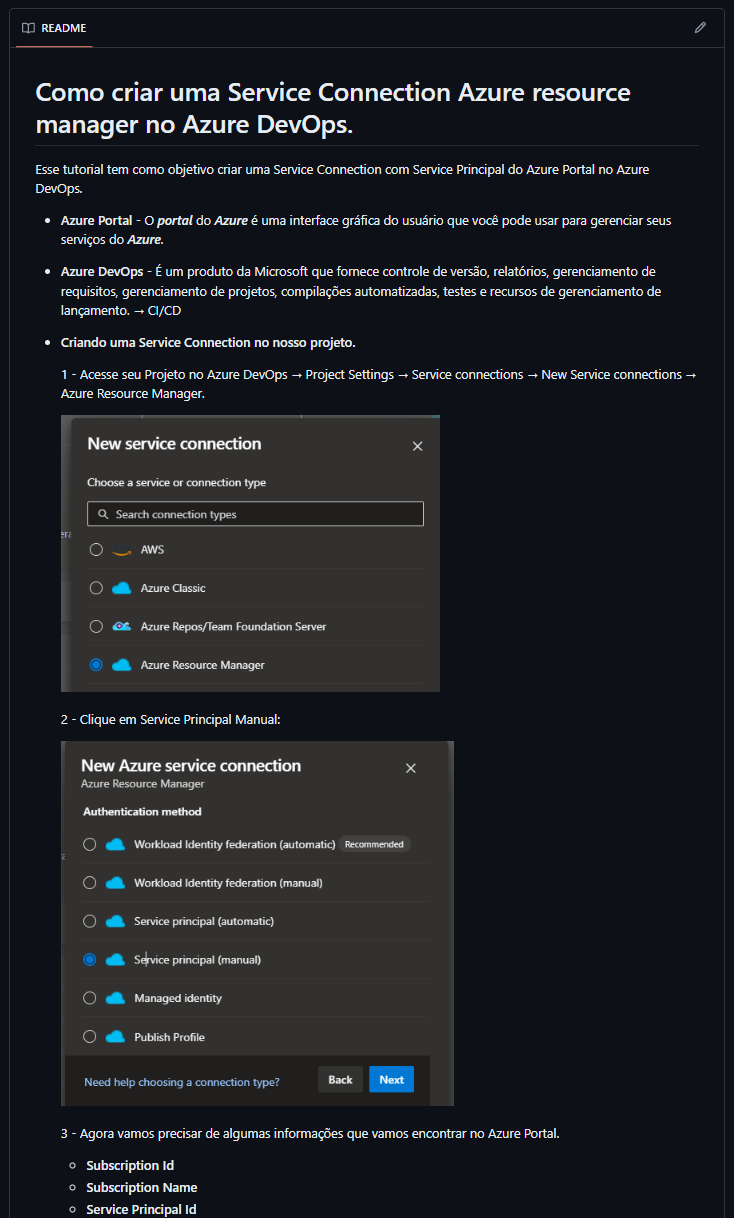 README
Como criar uma Service Connection Azure resource
manager no Azure DevOps.
Esse tutorial tem como objetivo criar uma Service Connection com Service Principal do Azure Portal no Azure
DevOps.
• Azure Portal - O portal do Azure é uma interface gráfica do usuário que você pode usar para gerenciar seus
serviços do Azure.
• Azure DevOps - É um produto da Microsoft que fornece controle de versão, relatórios, gerenciamento de
requisitos, gerenciamento de projetos, compilações automatizadas, testes e recursos de gerenciamento de
lançamento. → CI/CD
• Criando uma Service Connection no nosso projeto.
1 - Acesse seu Projeto no Azure DevOps → Project Settings → Service connections → New Service connections →
Azure Resource Manager.
New service connection
Choose a service or connection type
Search connection types
AWS
Azure Classic
Azure Repos/Team Foundation Server
Azure Resource Manager
2 - Clique em Service Principal Manual:
New Azure service connection
Azure Resource Manager
Authentication method
Workload Identity federation (automatic) Recommended
Workload Identity federation (manual)
Service principal (automatic)
Service principal (manual)
Managed identity
Publish Profile
Need help choosing a connection type? Back Next
3 - Agora vamos precisar de algumas informações que vamos encontrar no Azure Portal.
○ Subscription Id
○ Subscription Name
○ Service Principal Id